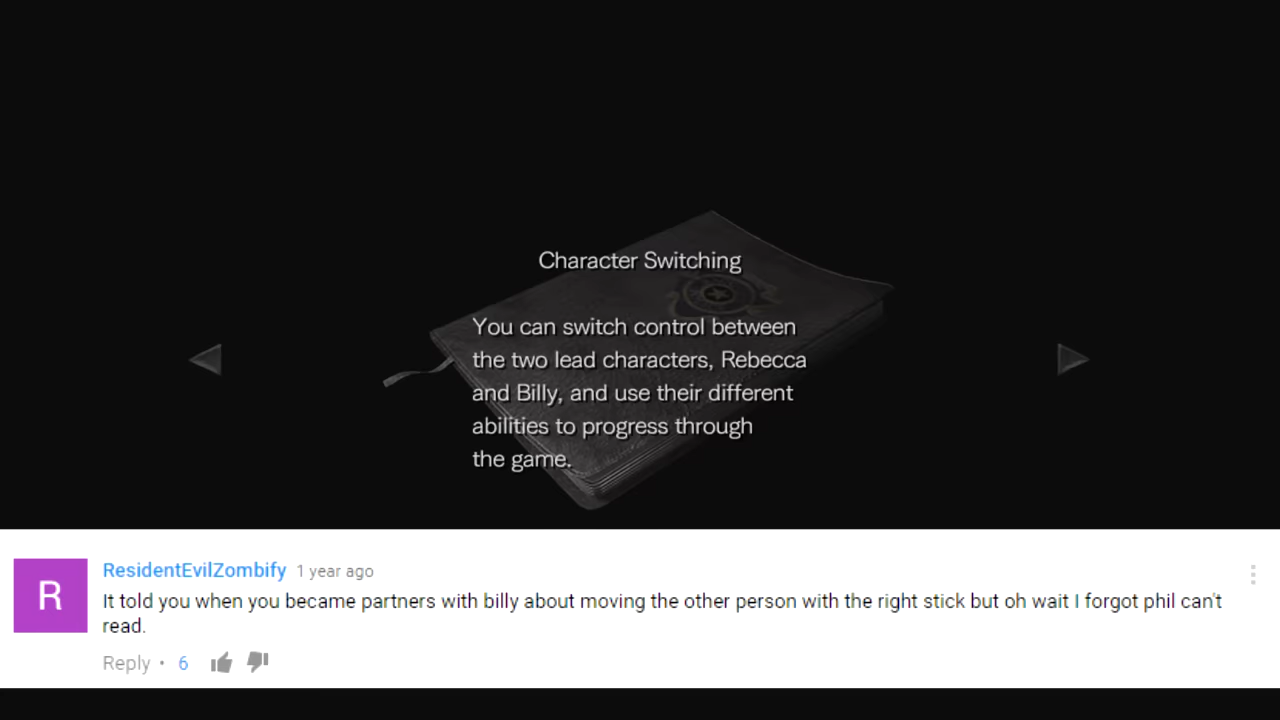 Character Switching
You can switch control between
the two lead characters, Rebecca
and Billy, and use their different
abilities to progress through
the game.
R
ResidentEvilZombify 1 year ago
It told you when you became partners with billy about moving the other person with the right stick but oh wait I forgot phil can't
read.
Reply • 6